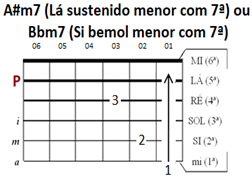 A#m7 (Lá sustenido menor com 7ª) ou
Bbm7 (Si bemol menor com 7ª)
06 05 04 03 02 01
MI (6ª)
P LÁ (5ª)
3 RÉ (4ª)
i SOL (3ª)
m 2 SI (2ª)
a mi (1ª)
1